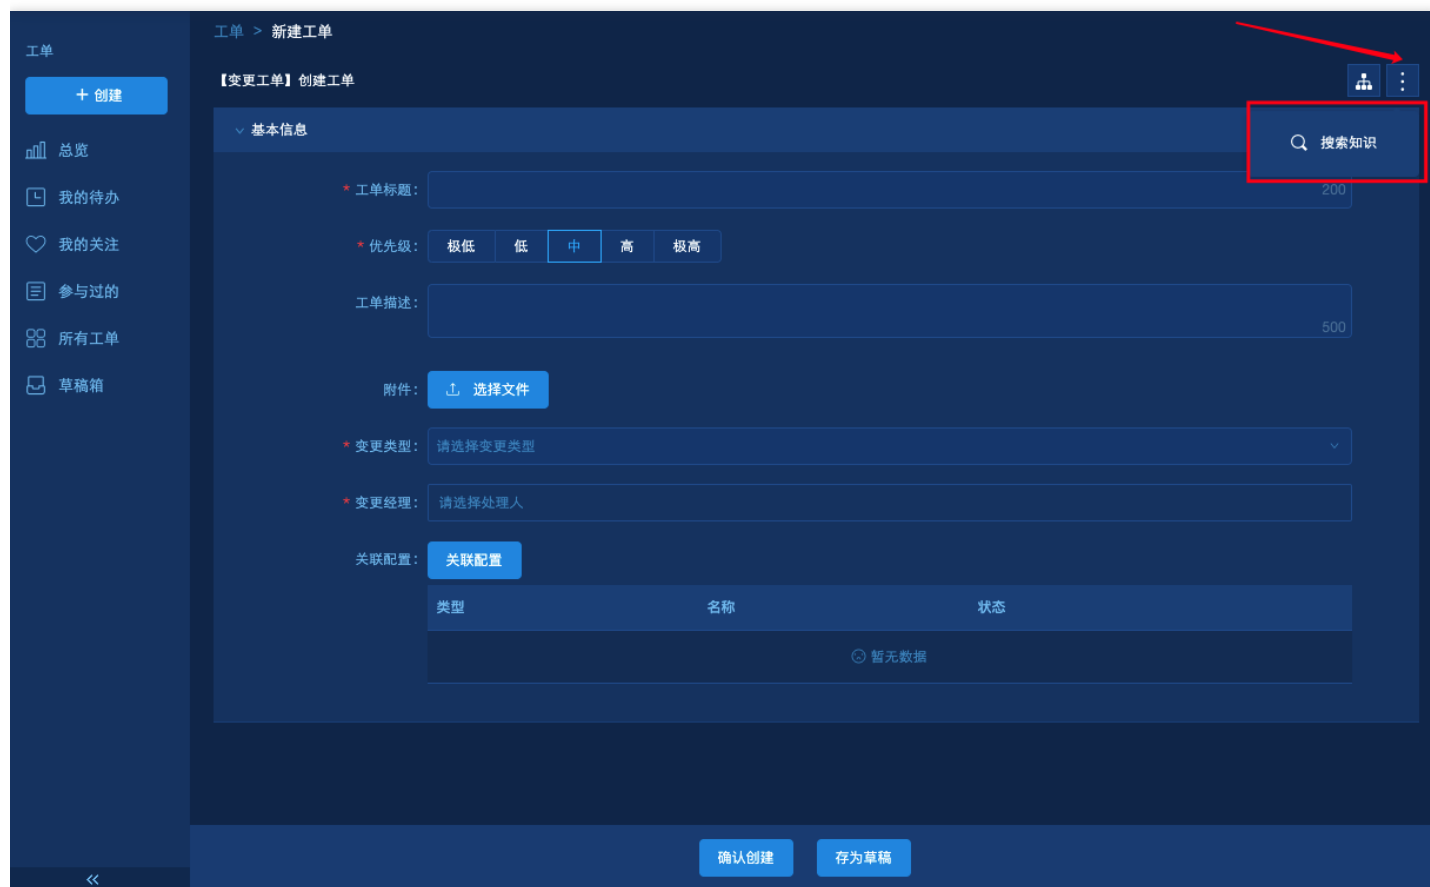 工单
+ 创建
总览
我的待办
我的关注
参与过的
所有工单
草稿箱
工单 > 新建工单
【变更工单】创建工单
搜索知识
基本信息
* 工单标题：
200
* 优先级： 极低 低 中 高 极高
工单描述：
500
附件： 选择文件
* 变更类型： 请选择变更类型
* 变更经理： 请选择处理人
关联配置： 关联配置
类型 名称 状态
暂无数据
确认创建 存为草稿